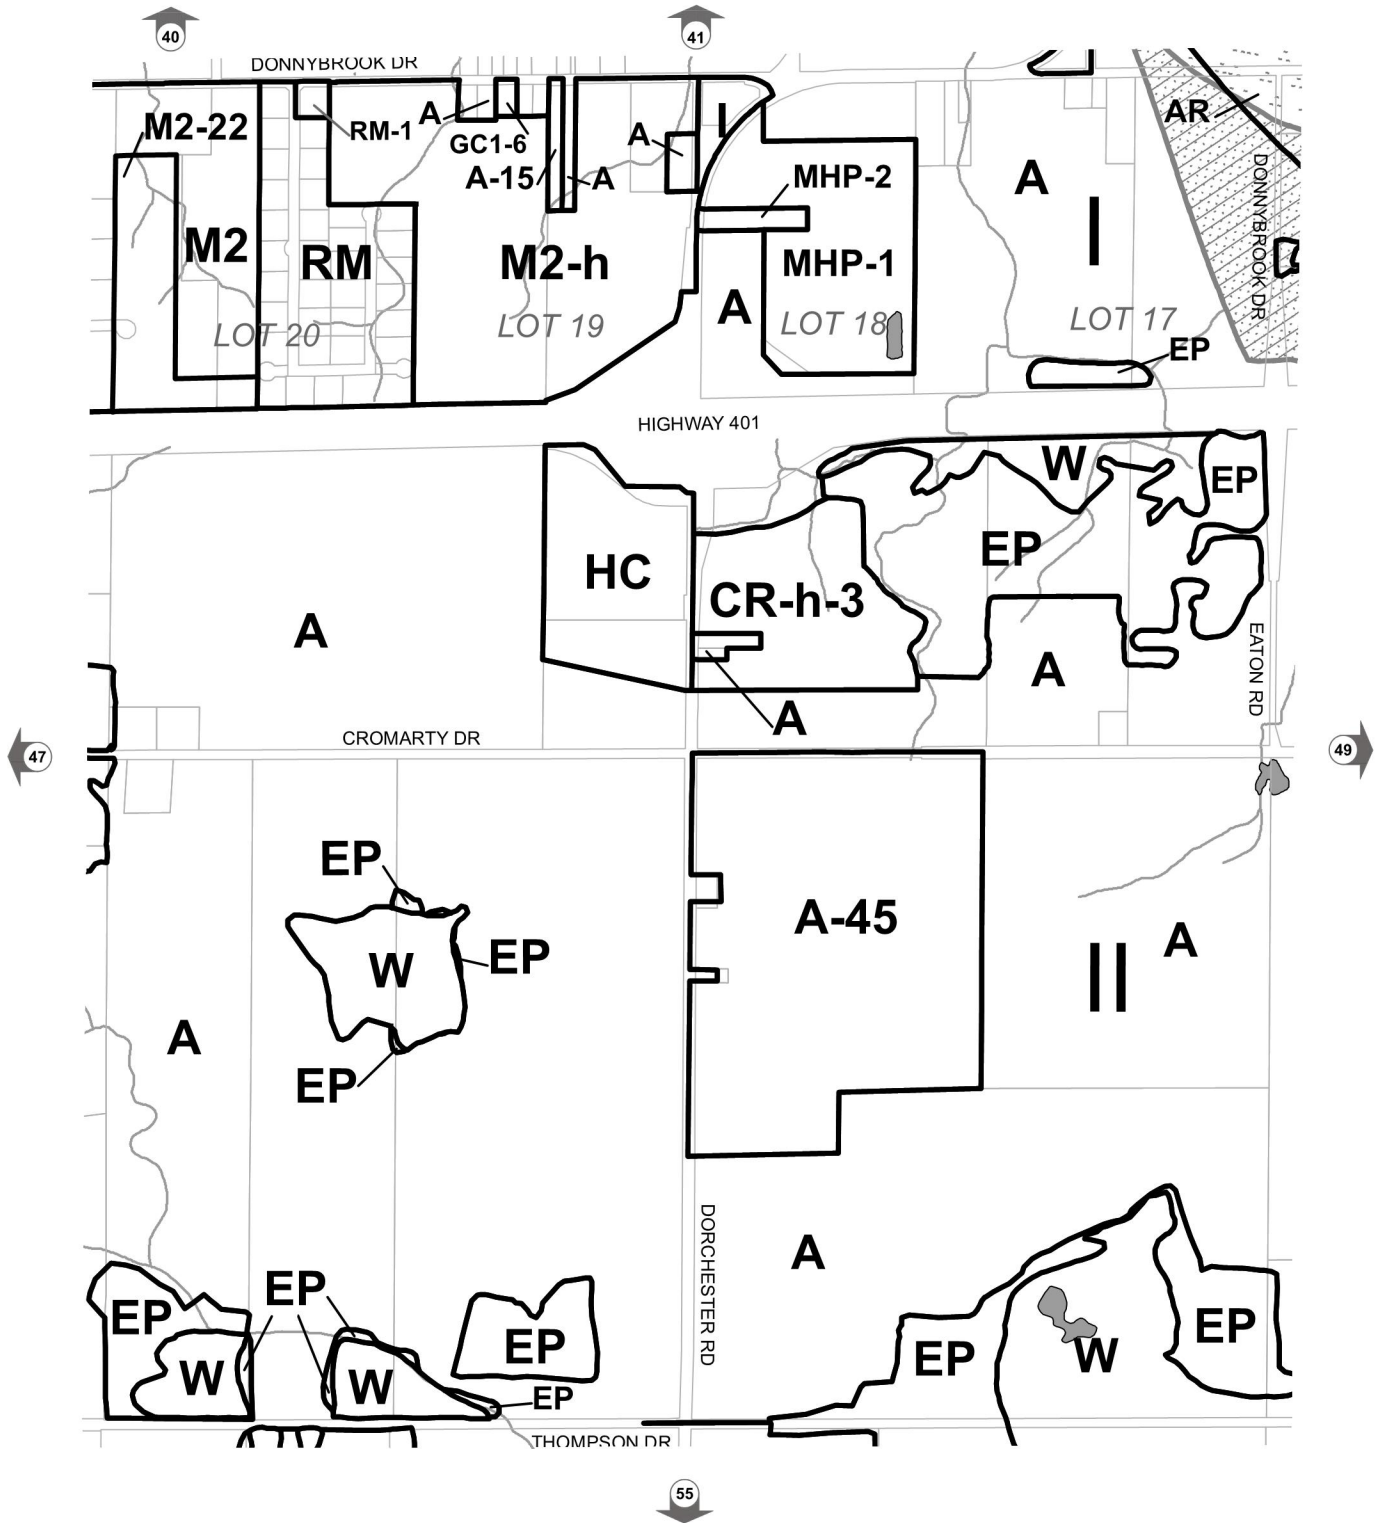 40
41
DONNYBROOK DR
M2-22
RM-1
A
GC1-6
A-15
A
A
I
AR
MHP-2
A
I
DONNYBROOK DR
M2
RM
M2-h
MHP-1
A
LOT 20
LOT 19
LOT 18
LOT 17
EP
HIGHWAY 401
W
EP
HC
EP
CR-h-3
A
A
EATON RD
A
CROMARTY DR
47
49
EP
A-45
W
EP
A
II
A
EP
DORCHESTER RD
A
EP
EP
EP
EP
EP
W
W
W
EP
THOMPSON DR
55